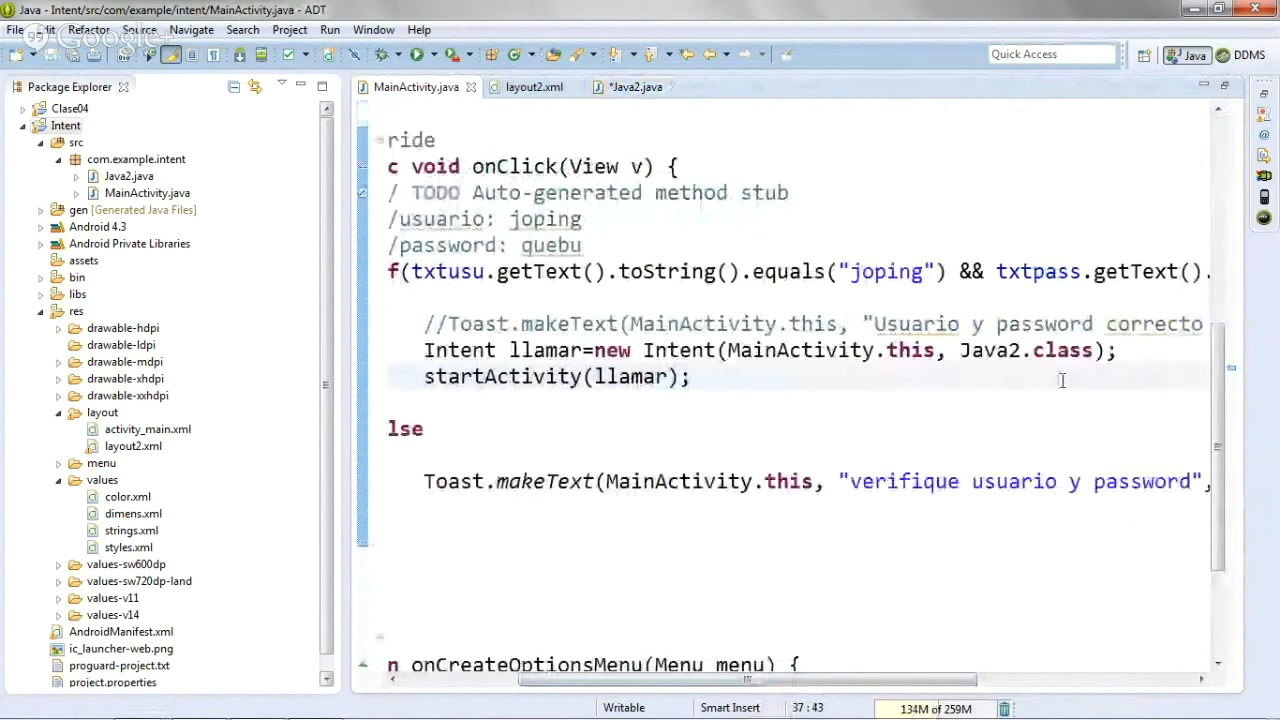 Java - Intent/src/com/example/intent/MainActivity.java - ADT
File Edit Refactor Source Navigate Search Project Run Window Help
Google+
Quick Access
Java
DDMS
Package Explorer
MainActivity.java
layout2.xml
*Java2.java
Clase04
Intent
src
com.example.intent
Java2.java
MainActivity.java
gen [Generated Java Files]
Android 4.3
Android Private Libraries
assets
bin
libs
res
drawable-hdpi
drawable-ldpi
drawable-mdpi
drawable-xhdpi
drawable-xxhdpi
layout
activity_main.xml
layout2.xml
menu
values
color.xml
dimens.xml
strings.xml
styles.xml
values-sw600dp
values-sw720dp-land
values-v11
values-v14
AndroidManifest.xml
ic_launcher-web.png
proguard-project.txt
project.properties
ride
c void onClick(View v) {
/ TODO Auto-generated method stub
/usuario: joping
/password: quebu
f(txtusu.getText().toString().equals("joping") && txtpass.getText().
//Toast.makeText(MainActivity.this, "Usuario y password correcto
Intent llamar=new Intent(MainActivity.this, Java2.class);
startActivity(llamar);
lse
Toast.makeText(MainActivity.this, "verifique usuario y password",
n onCreateOptionsMenu(Menu menu) {
Writable
Smart Insert
37 : 43
134M of 259M